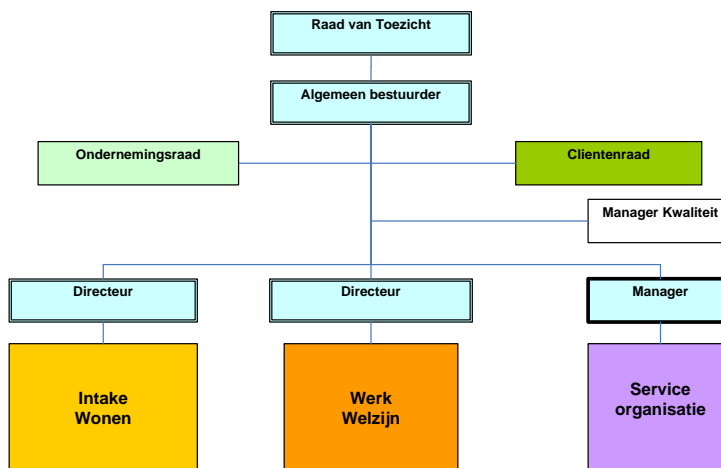 Raad van Toezicht
Algemeen bestuurder
Ondernemingsraad
Clientenraad
Manager Kwaliteit
Directeur
Directeur
Manager
Intake
Wonen
Werk
Welzijn
Service
organisatie